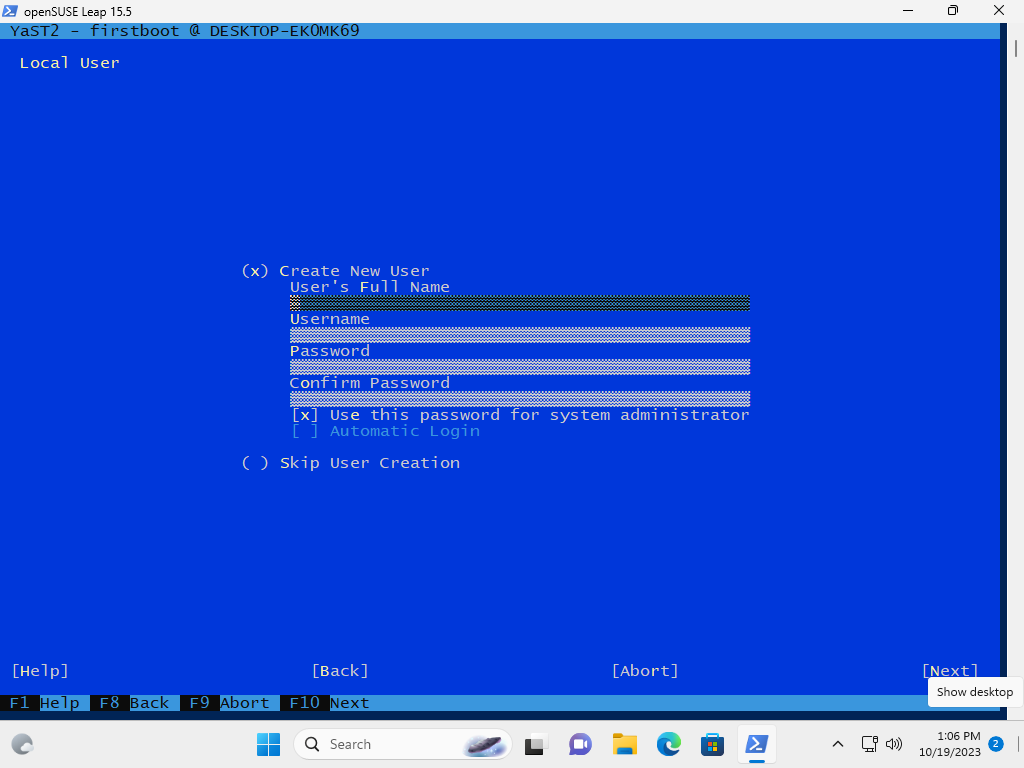 openSUSE Leap 15.5
YaST2 - firstboot @ DESKTOP-EKOMK69
Local User
(x) Create New User
User's Full Name
Username
Password
Confirm Password
[x] Use this password for system administrator
[ ] Automatic Login
( ) Skip User Creation
[Help] [Back] [Abort] [Next]
Show desktop
F1 Help F8 Back F9 Abort F10 Next
Search
1:06 PM
10/19/2023
2